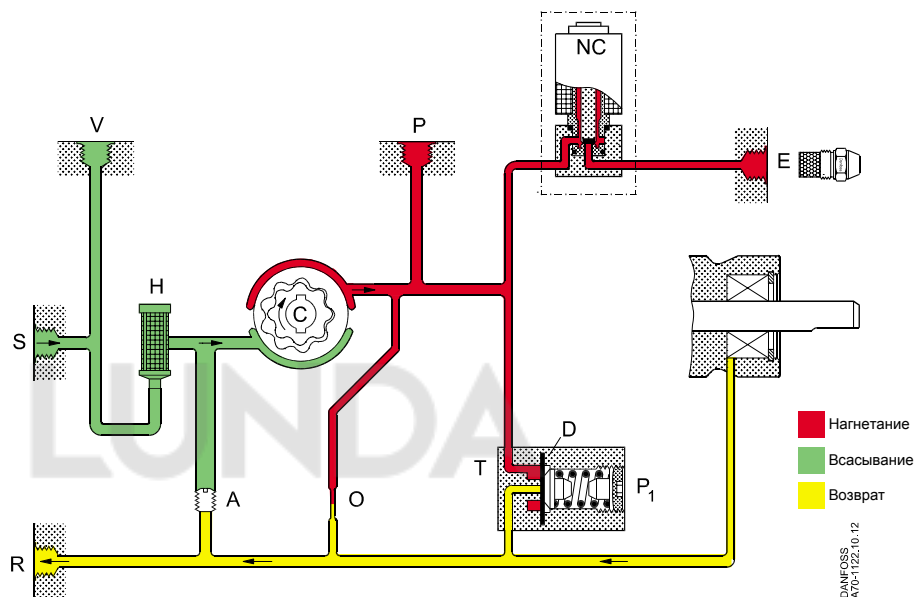 NC
V
P
E
H
S
C
D
T
P1
A
O
R
Нагнетание
Всасывание
Возврат
LUNDA
DANFOSS
A70-1122.10.12